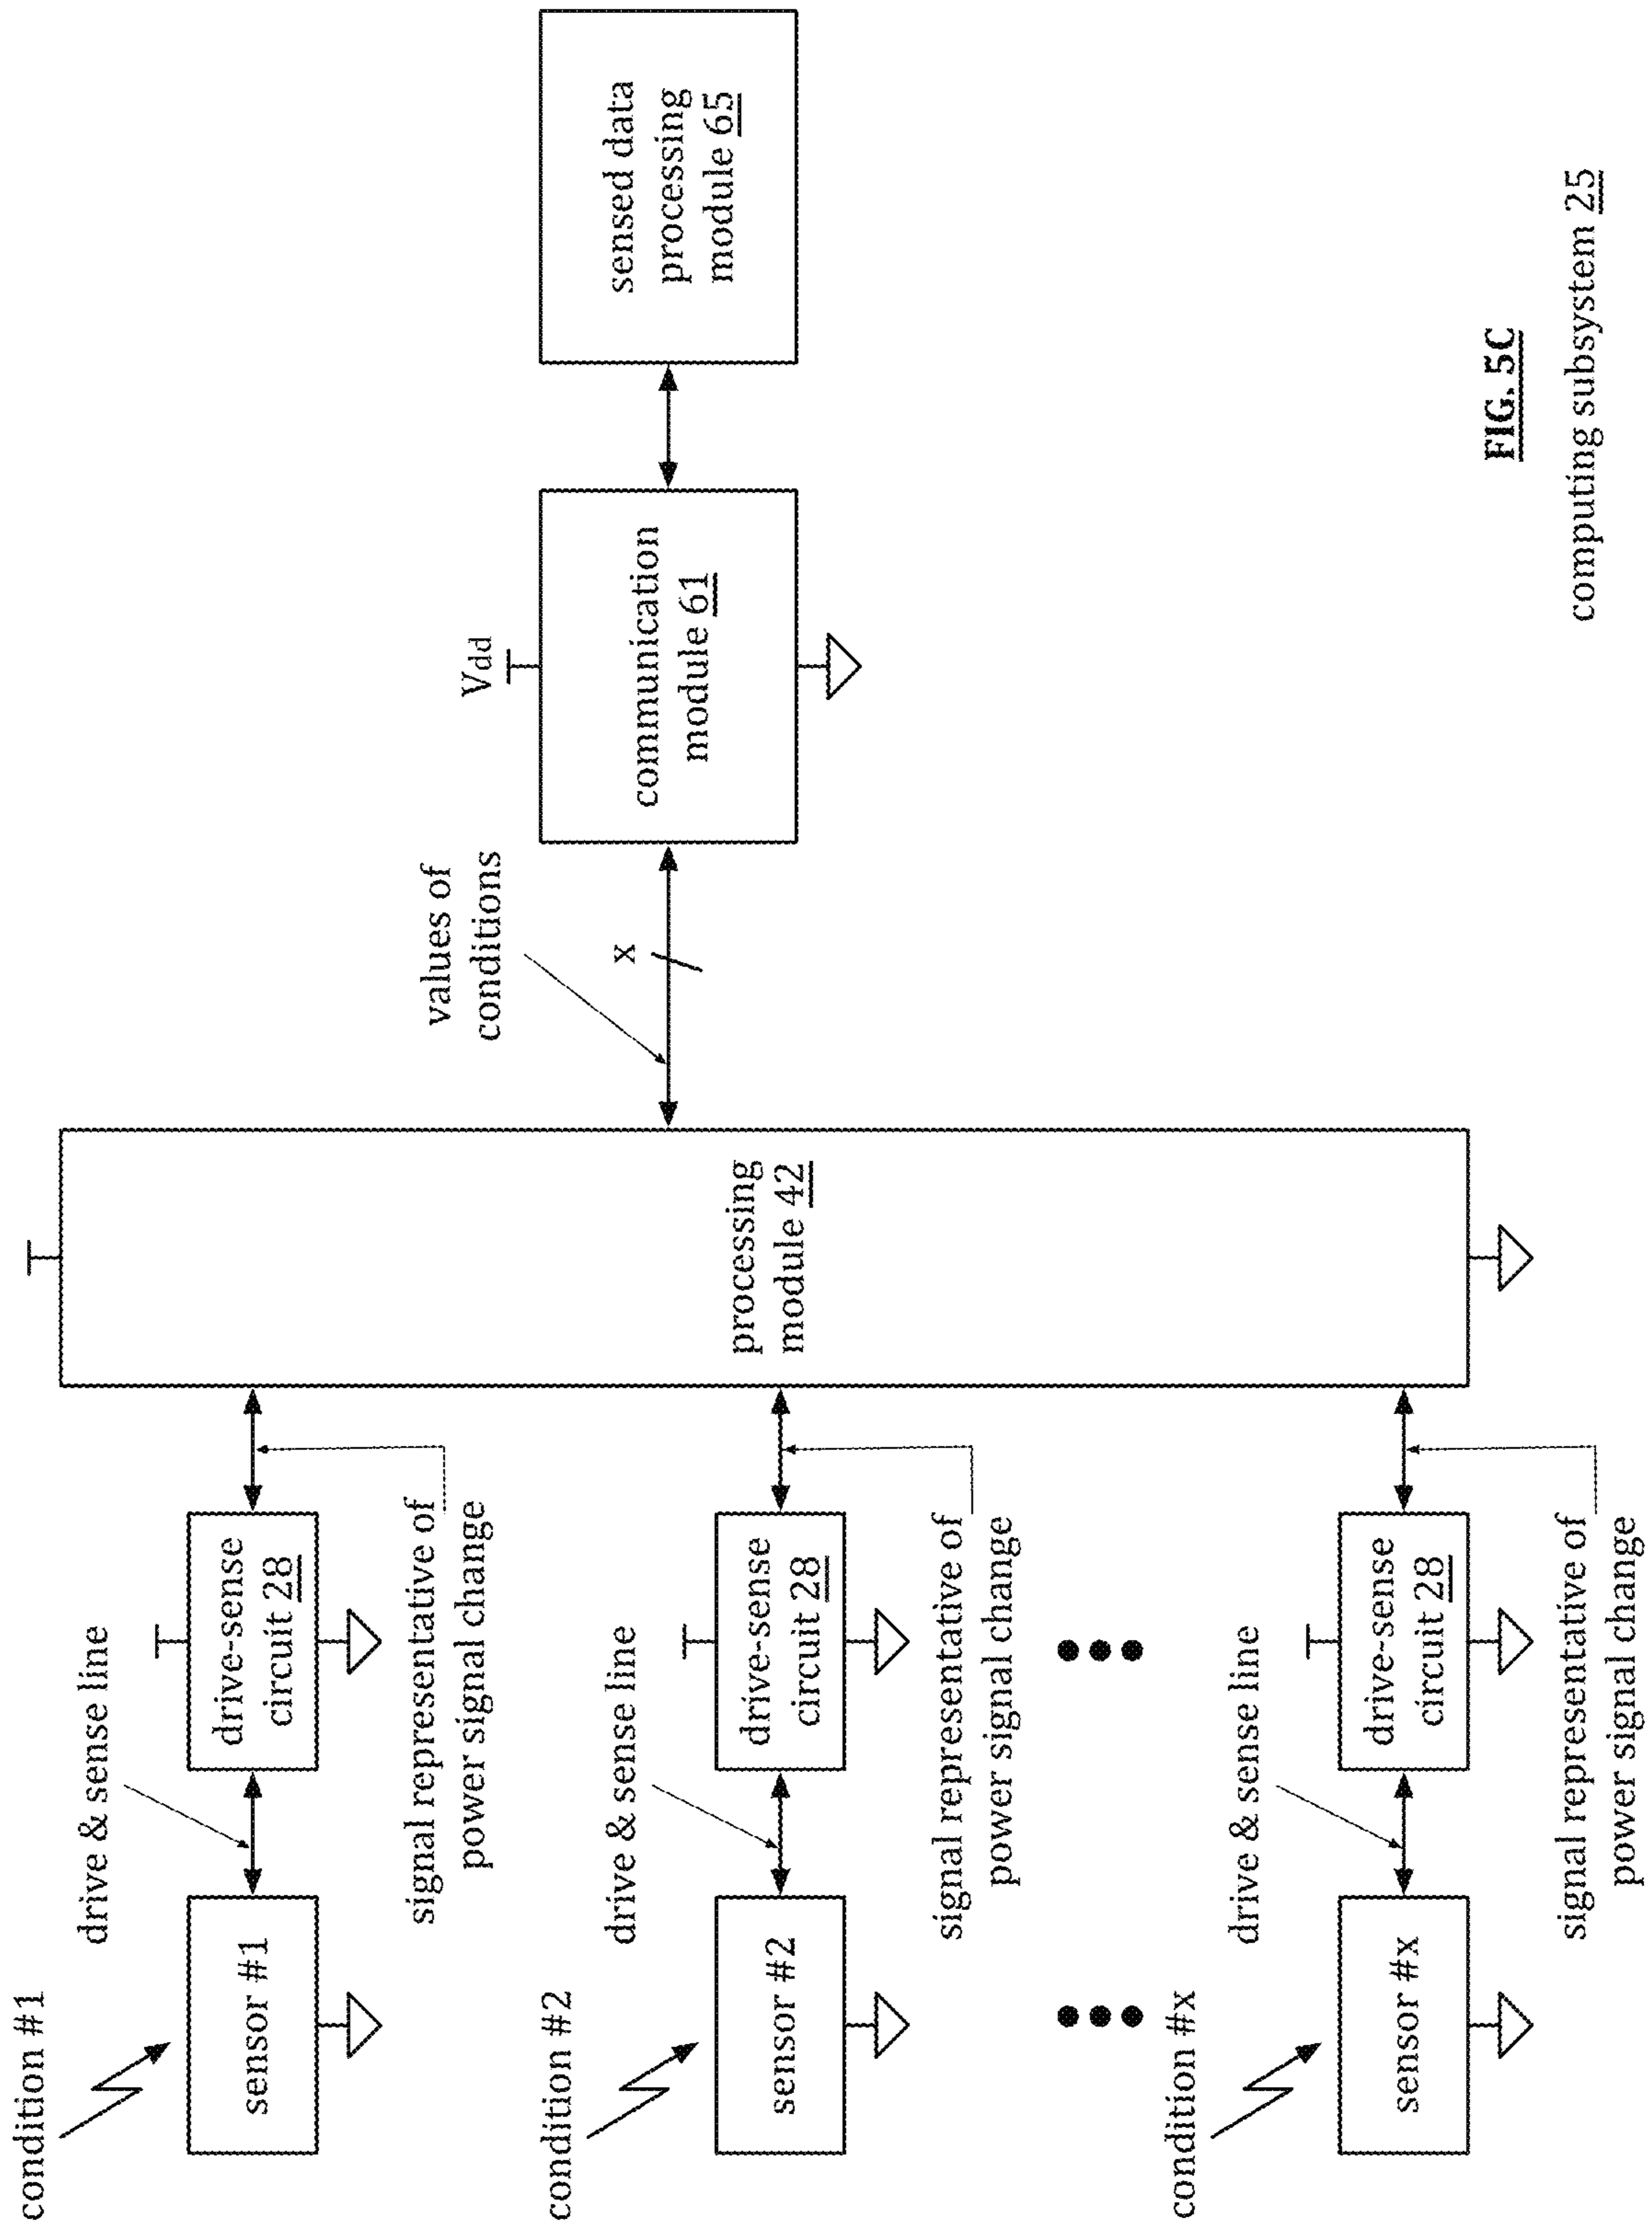 condition #1
drive & sense line
sensor #1
drive-sense
circuit 28
signal representative of
power signal change
condition #2
drive & sense line
sensor #2
drive-sense
circuit 28
signal representative of
power signal change
condition #x
drive & sense line
sensor #x
drive-sense
circuit 28
signal representative of
power signal change
processing
module 42
values of
conditions
x
Vdd
communication
module 61
sensed data
processing
module 65
FIG. 5C
computing subsystem 25